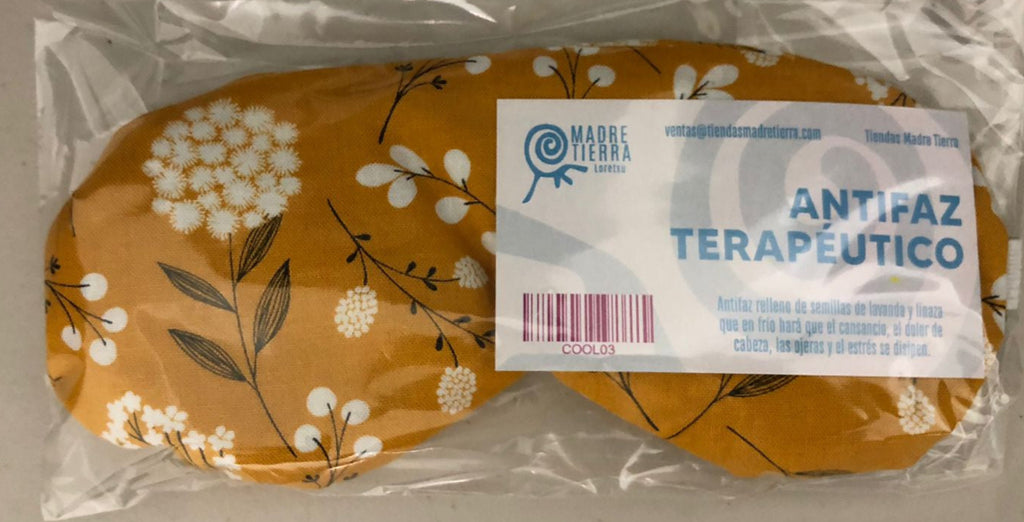 MADRE
TIERRA
Loretsu
ventas@tiendasmadretierra.com
Tiendas Madre Tierra
ANTIFAZ
TERAPÉUTICO
Antifaz relleno de semillas de lavanda y linaza
que en frío hará que el cansancio, el dolor de
cabeza, las ojeras y el estrés se disipen.
COOL03